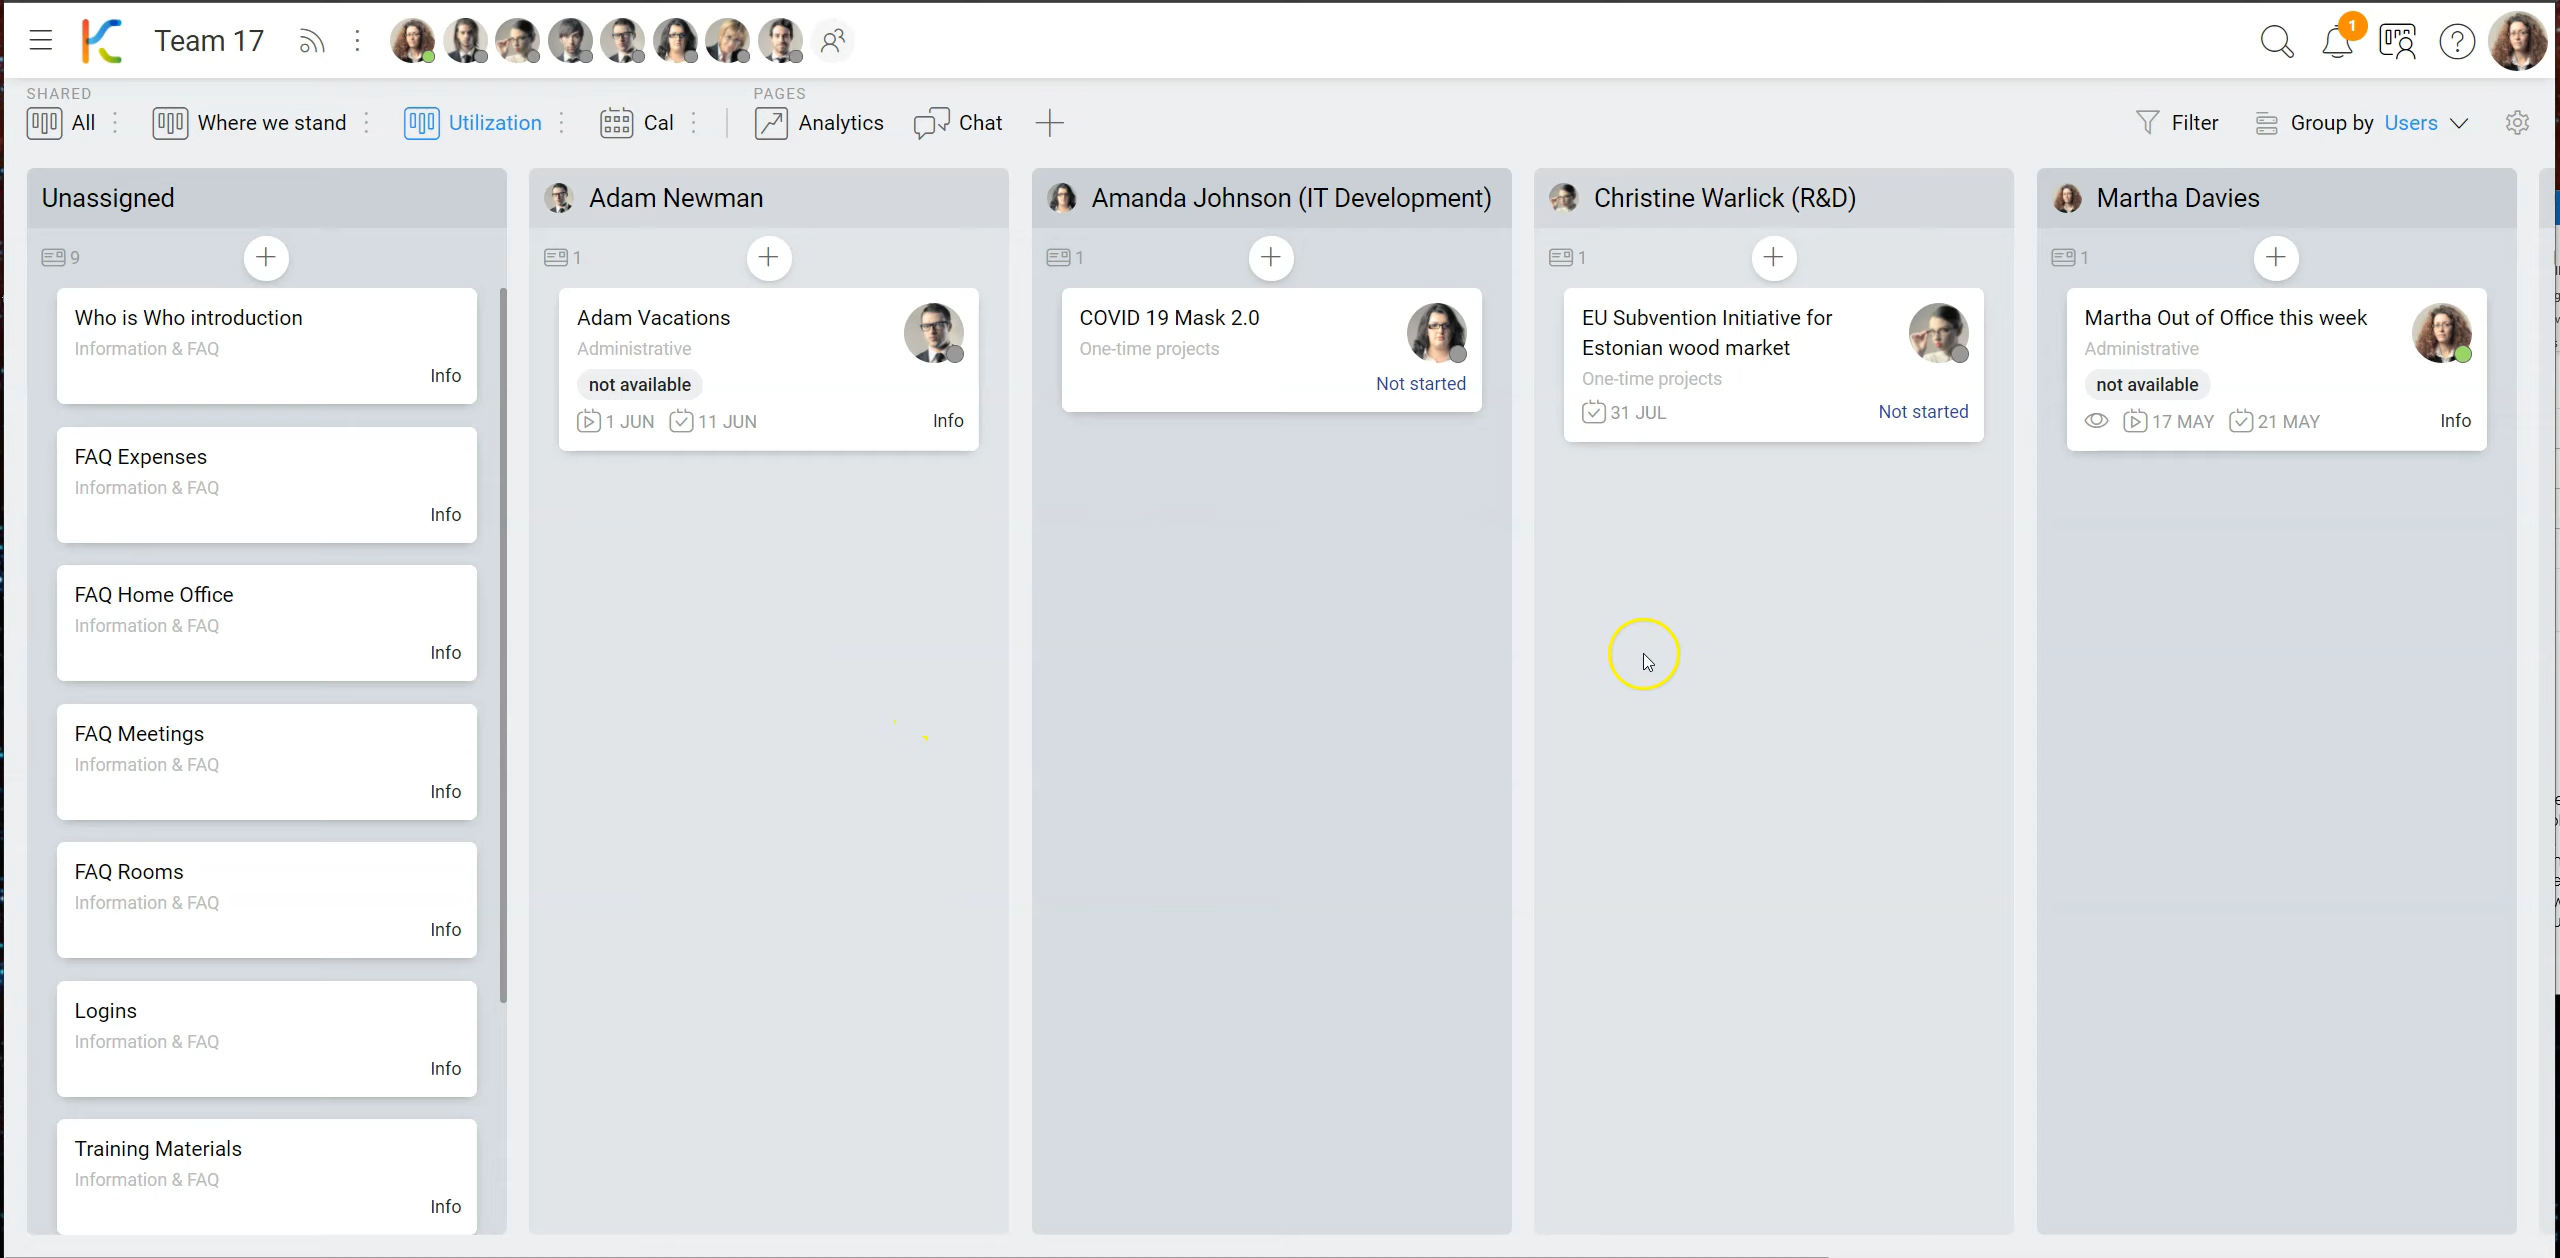 Team 17
1
SHARED
PAGES
All
Where we stand
Utilization
Cal
Analytics
Chat
Filter
Group by Users
Unassigned
9
Who is Who introduction
Information & FAQ
Info
FAQ Expenses
Information & FAQ
Info
FAQ Home Office
Information & FAQ
Info
FAQ Meetings
Information & FAQ
Info
FAQ Rooms
Information & FAQ
Info
Logins
Information & FAQ
Info
Training Materials
Information & FAQ
Info
Adam Newman
1
Adam Vacations
Administrative
not available
1 JUN 11 JUN Info
Amanda Johnson (IT Development)
1
COVID 19 Mask 2.0
One-time projects
Not started
Christine Warlick (R&D)
1
EU Subvention Initiative for
Estonian wood market
One-time projects
31 JUL Not started
Martha Davies
1
Martha Out of Office this week
Administrative
not available
17 MAY 21 MAY Info